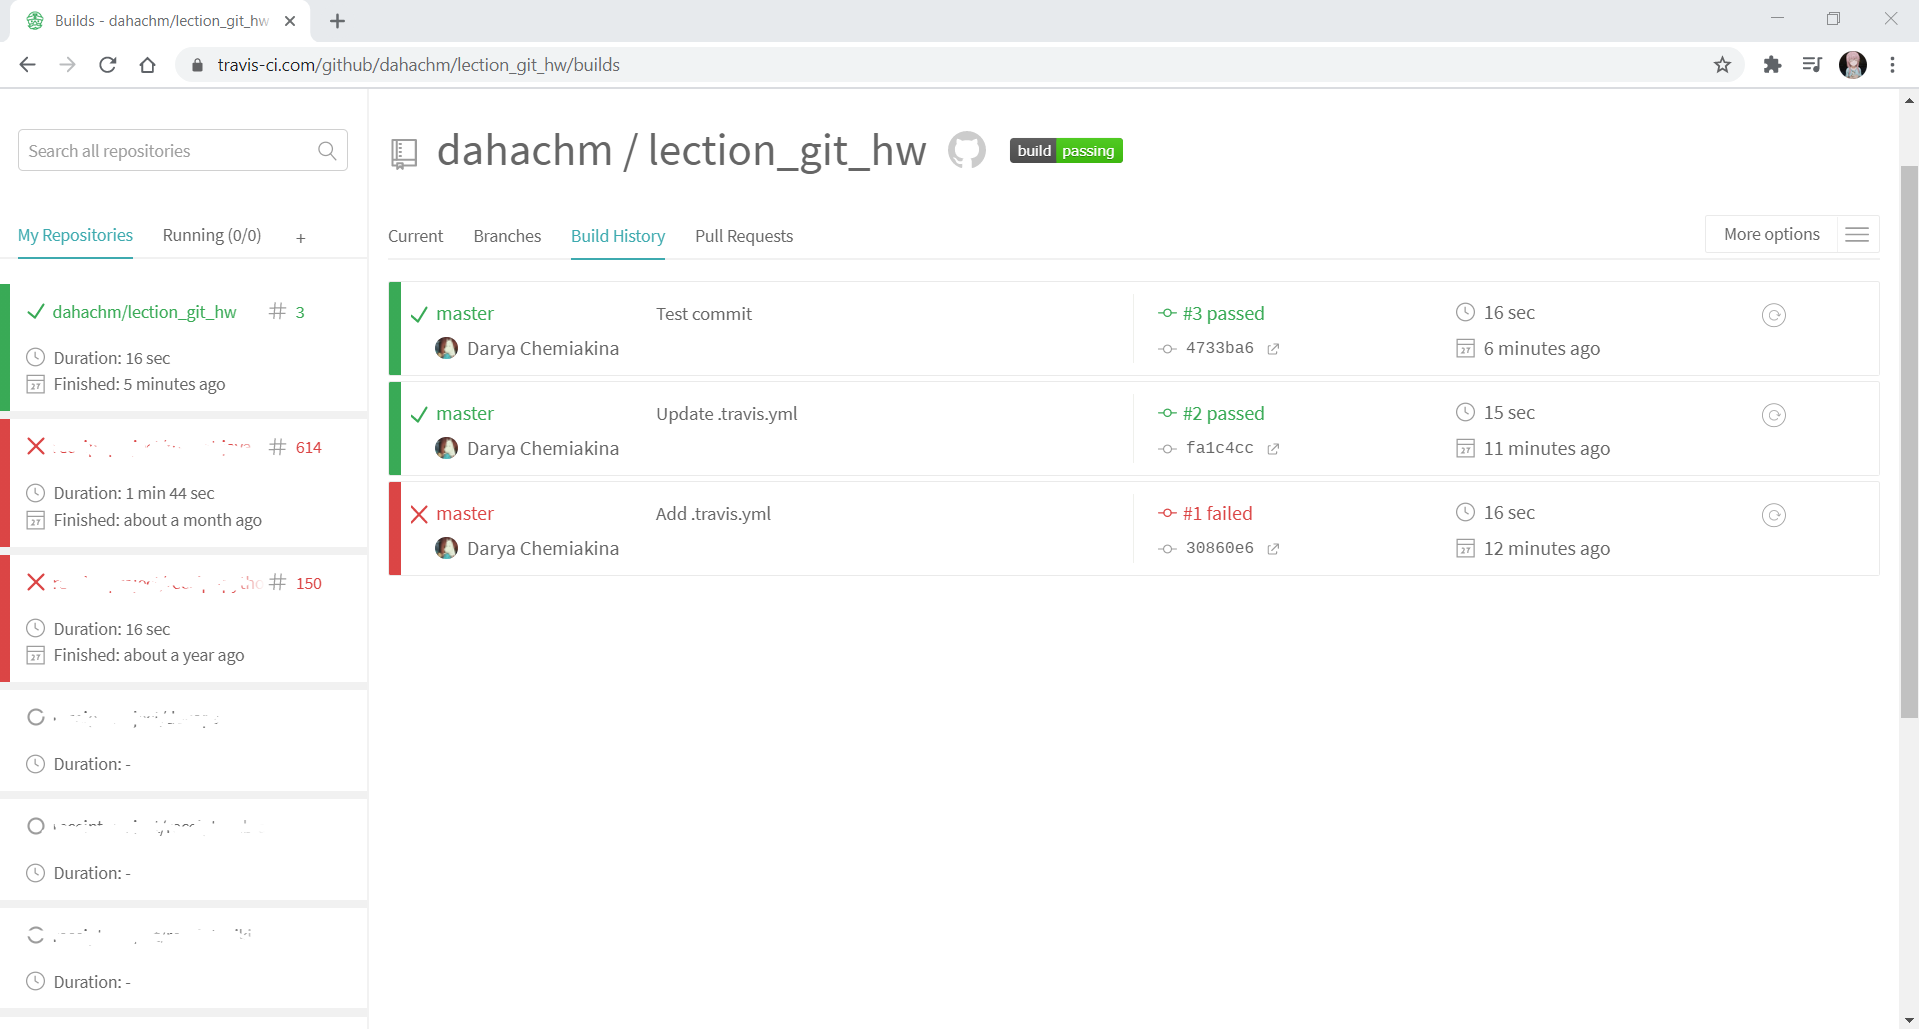 Builds - dahachm/lection_git_hw
travis-ci.com/github/dahachm/lection_git_hw/builds
Search all repositories
My Repositories
Running (0/0)
+
dahachm/lection_git_hw # 3
Duration: 16 sec
Finished: 5 minutes ago
# 614
Duration: 1 min 44 sec
Finished: about a month ago
# 150
Duration: 16 sec
Finished: about a year ago
Duration: -
Duration: -
Duration: -
dahachm / lection_git_hw
build passing
Current
Branches
Build History
Pull Requests
More options
master
Test commit
#3 passed
16 sec
Darya Chemiakina
4733ba6
6 minutes ago
master
Update .travis.yml
#2 passed
15 sec
Darya Chemiakina
fa1c4cc
11 minutes ago
master
Add .travis.yml
#1 failed
16 sec
Darya Chemiakina
30860e6
12 minutes ago